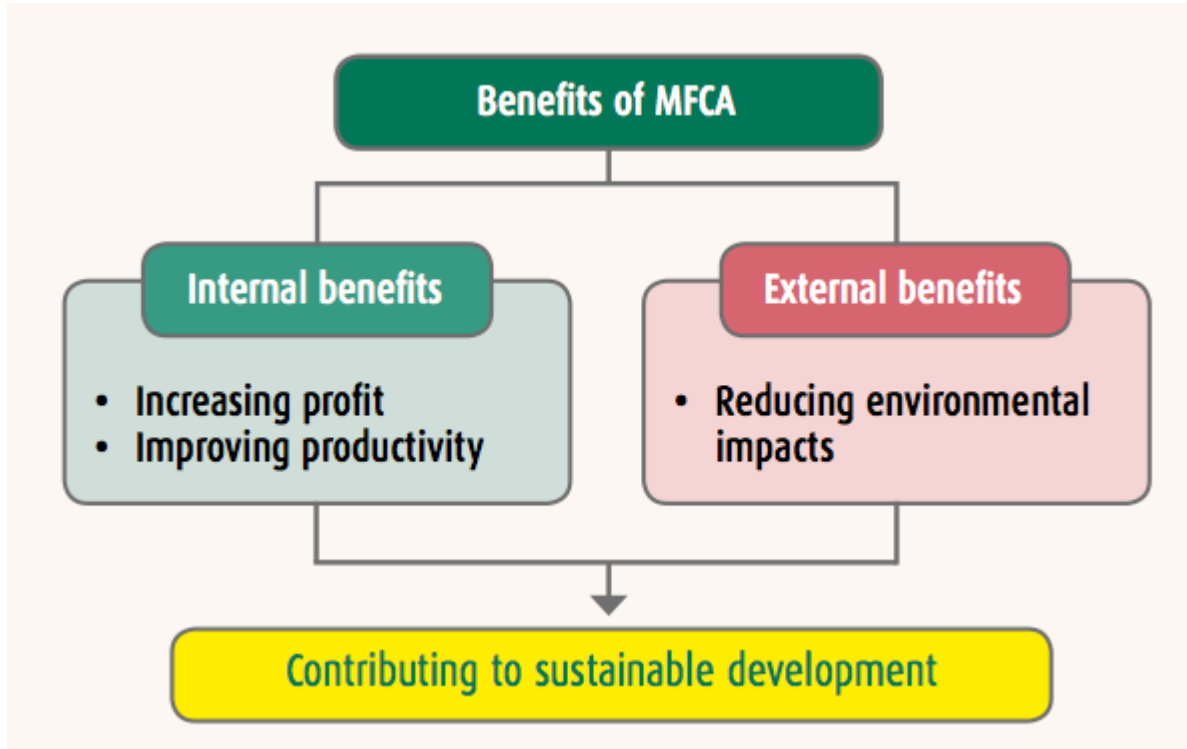 Benefits of MFCA
Internal benefits
• Increasing profit
• Improving productivity
External benefits
• Reducing environmental
impacts
Contributing to sustainable development